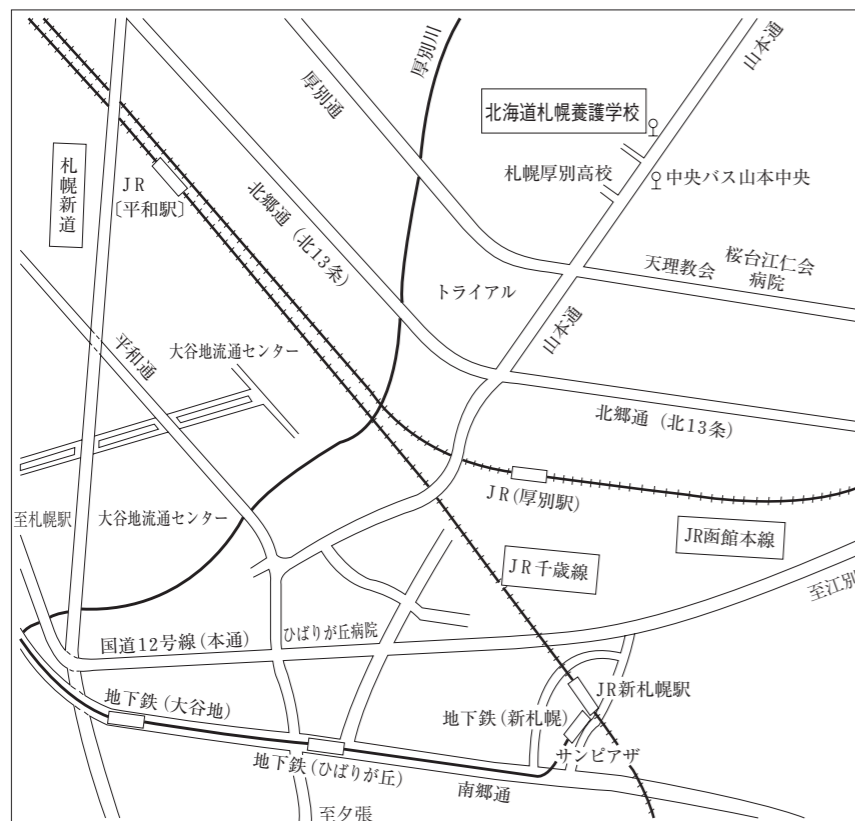 山本通
厚別川
厚別通
北海道札幌養護学校
札幌新道
JR
〔平和駅〕
札幌厚別高校
中央バス山本中央
北郷通 (北13条)
天理教会
桜台江仁会
病院
トライアル
山本通
平和通
大谷地流通センター
北郷通 (北13条)
JR(厚別駅)
至札幌駅
大谷地流通センター
JR函館本線
JR千歳線
至江別
国道12号線(本通)
ひばりが丘病院
JR新札幌駅
地下鉄(大谷地)
地下鉄(新札幌)
サンピアザ
地下鉄(ひばりが丘)
南郷通
至夕張